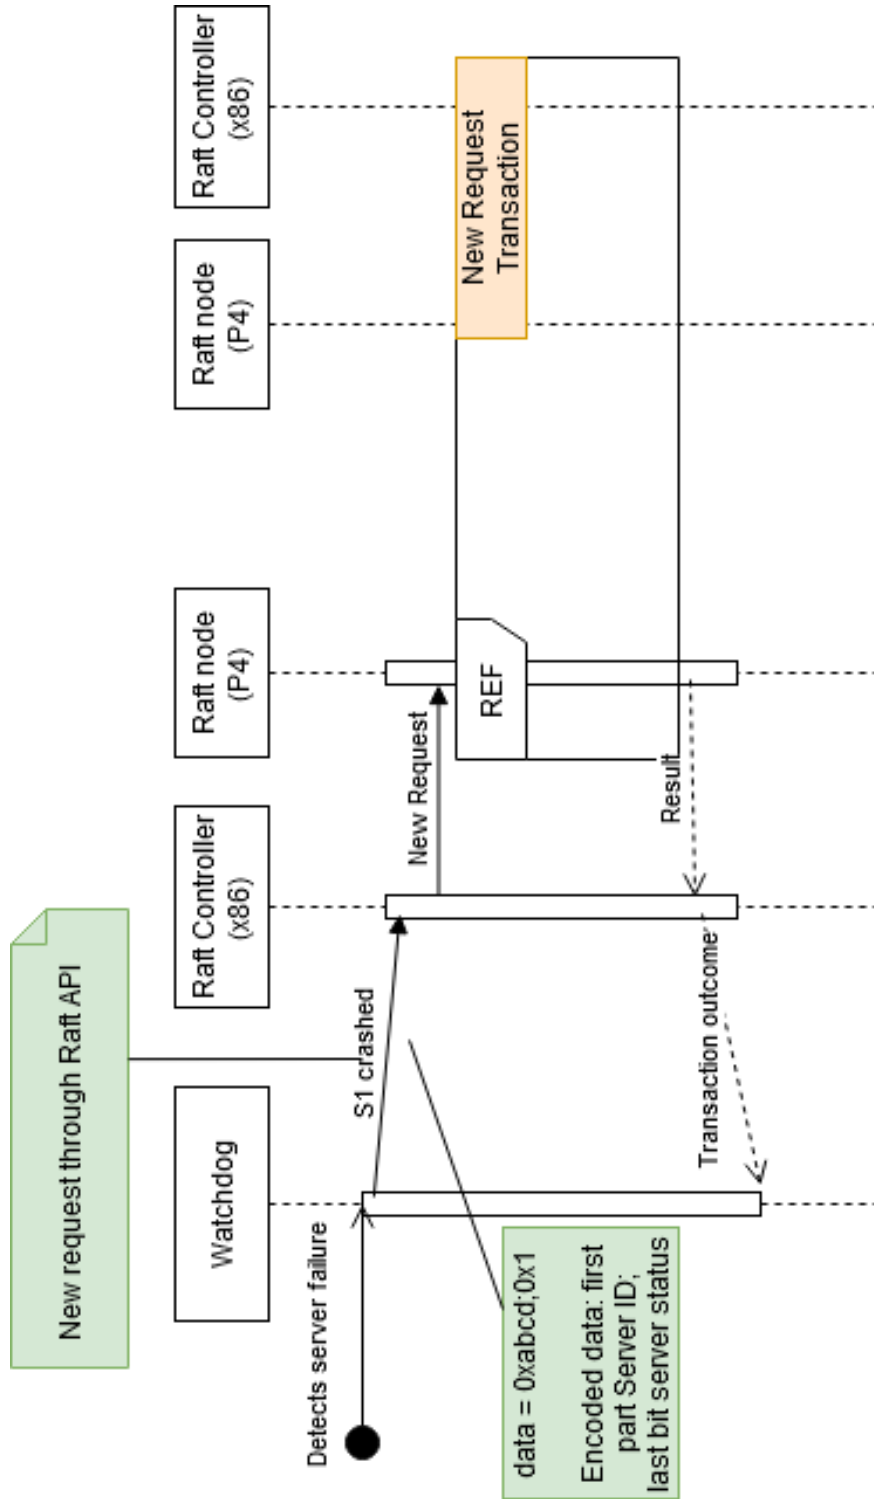 New request through Raft API
Watchdog
Raft Controller
(x86)
Raft node
(P4)
Raft node
(P4)
Raft Controller
(x86)
Detects server failure
S1 crashed
New Request
New Request
Transaction
REF
data = 0xabcd;0x1
Encoded data: first
part Server ID;
last bit server status
Result
Transaction outcome